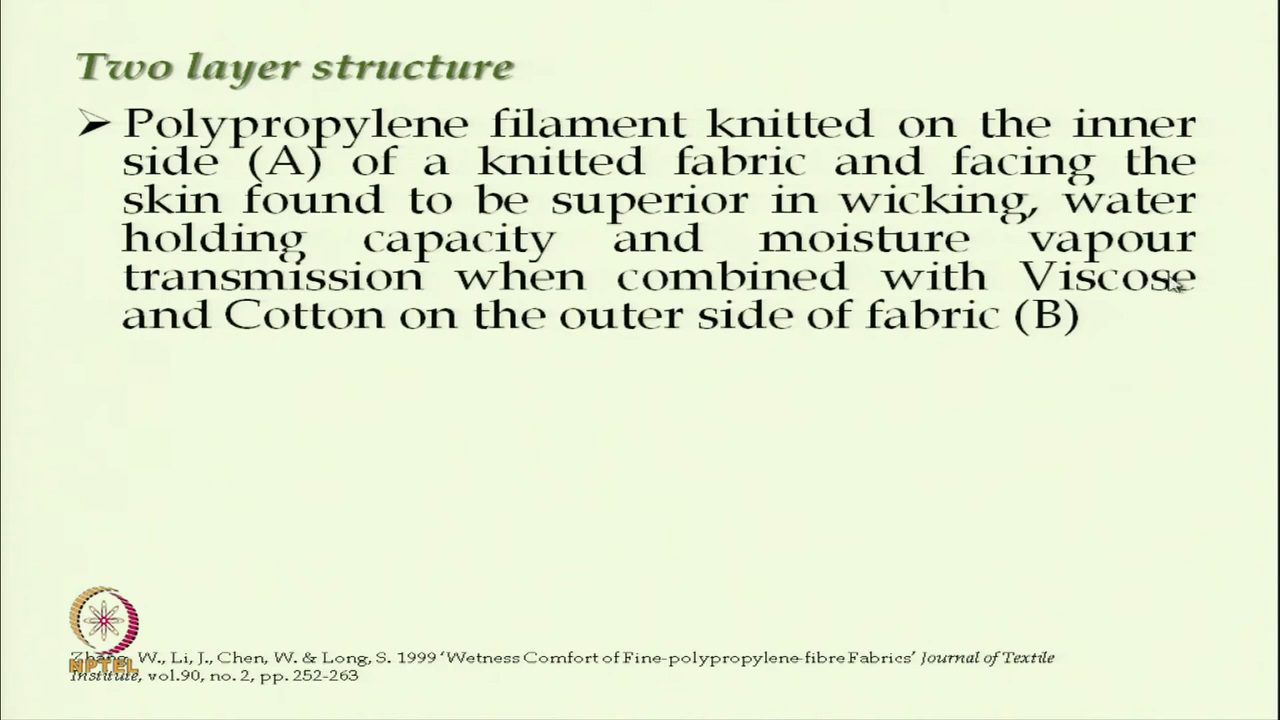 Two layer structure
➢ Polypropylene filament knitted on the inner
side (A) of a knitted fabric and facing the
skin found to be superior in wicking, water
holding capacity and moisture vapour
transmission when combined with Viscose
and Cotton on the outer side of fabric (B)
Zhang, W., Li, J., Chen, W. & Long, S. 1999 'Wetness Comfort of Fine-polypropylene-fibre Fabrics' Journal of Textile
Institute, vol.90, no. 2, pp. 252-263
NPTEL